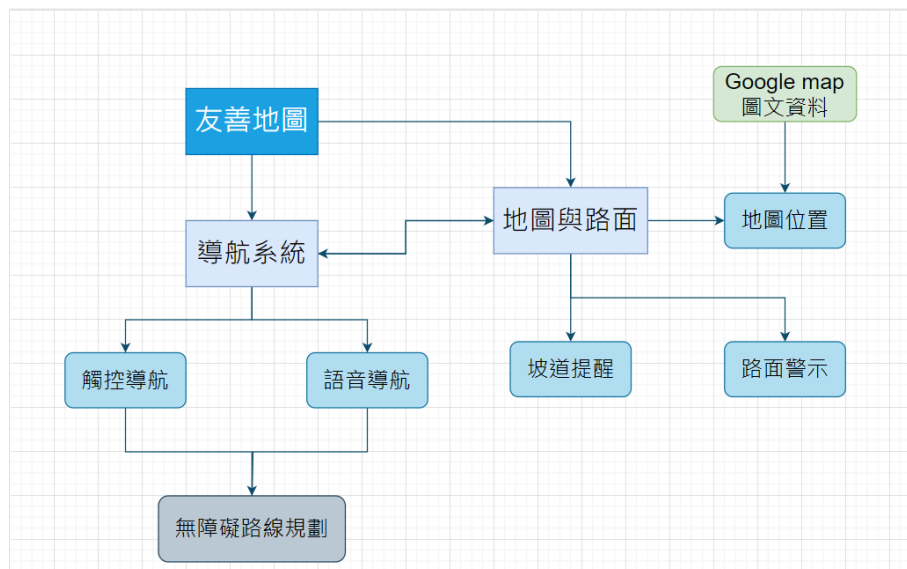 Google map
圖文資料
友善地圖
地圖與路面
地圖位置
導航系統
觸控導航
語音導航
坡道提醒
路面警示
無障礙路線規劃